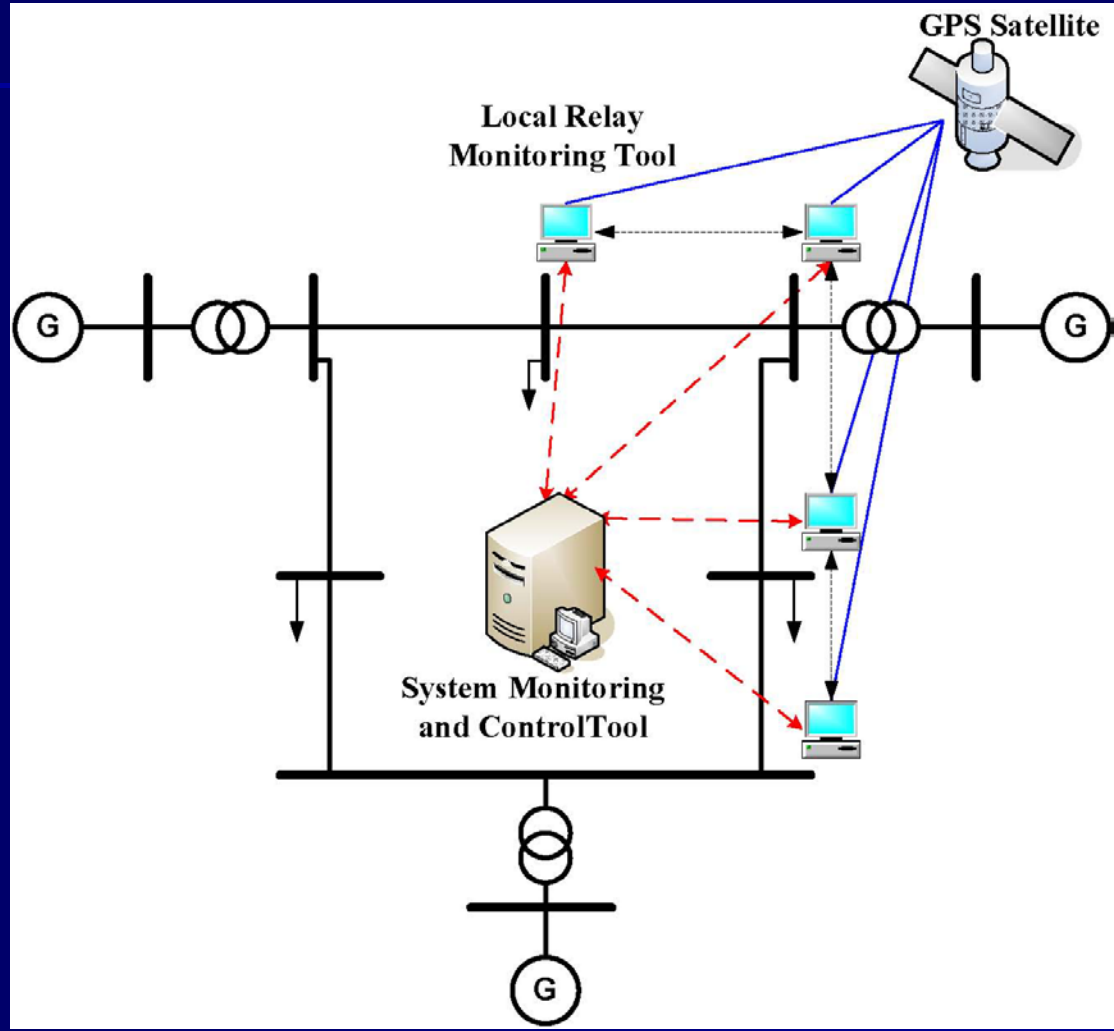 GPS Satellite
Local Relay
Monitoring Tool
G
G
System Monitoring
and ControlTool
G